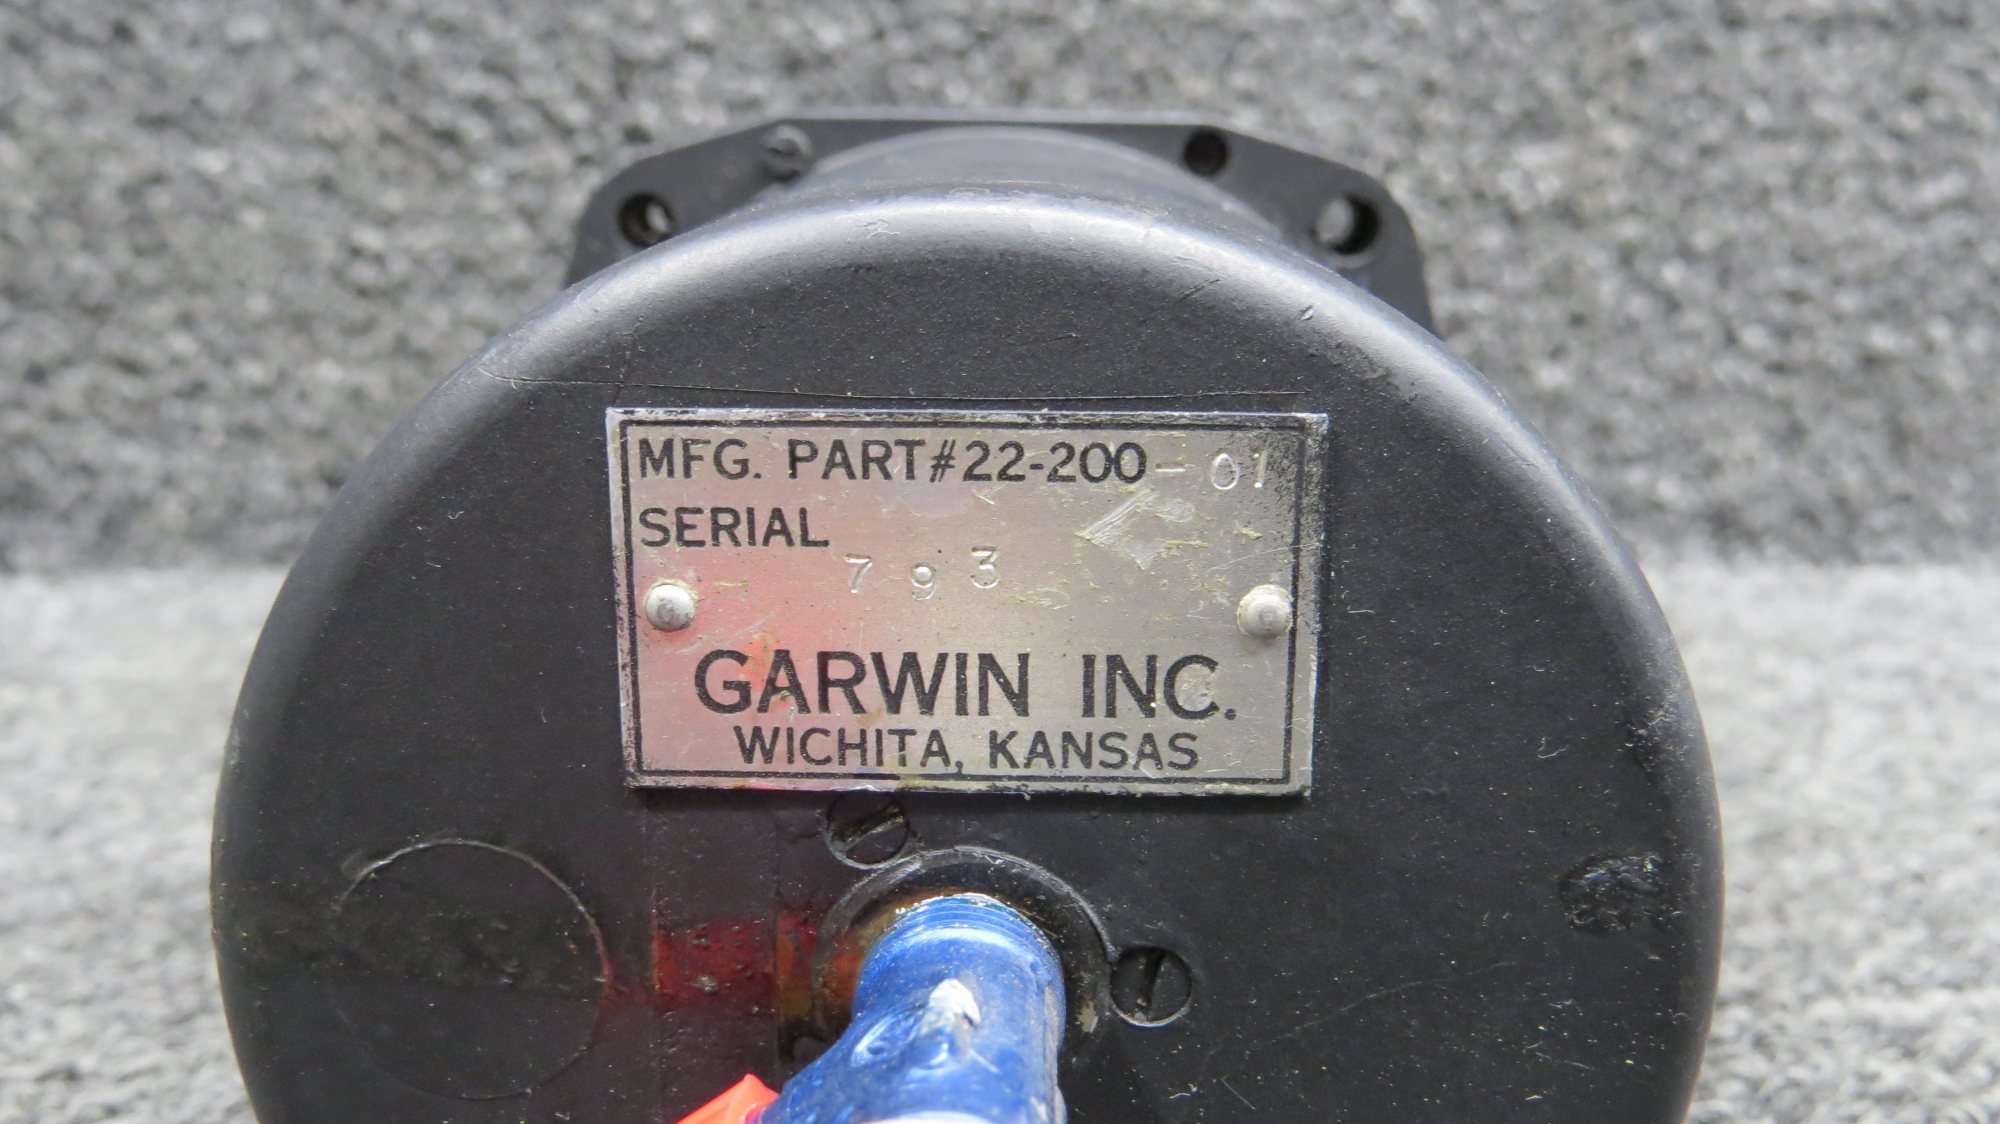 MFG. PART#22-200-01
SERIAL
793
GARWIN INC.
WICHITA, KANSAS